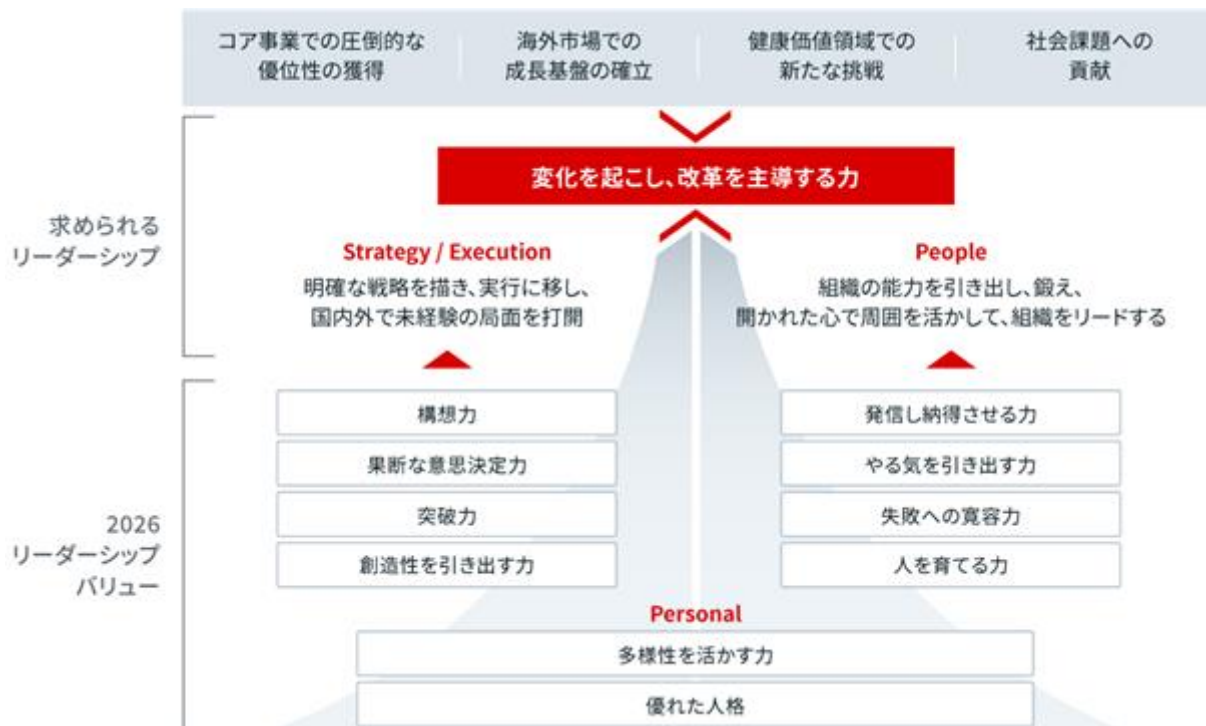 コア事業での圧倒的な
優位性の獲得
海外市場での
成長基盤の確立
健康価値領域での
新たな挑戦
社会課題への
貢献
変化を起こし、改革を主導する力
求められる
リーダーシップ
Strategy / Execution
明確な戦略を描き、実行に移し、
国内外で未経験の局面を打開
People
組織の能力を引き出し、鍛え、
開かれた心で周囲を活かして、組織をリードする
2026
リーダーシップ
バリュー
構想力
果断な意思決定力
突破力
創造性を引き出す力
発信し納得させる力
やる気を引き出す力
失敗への寛容力
人を育てる力
Personal
多様性を活かす力
優れた人格